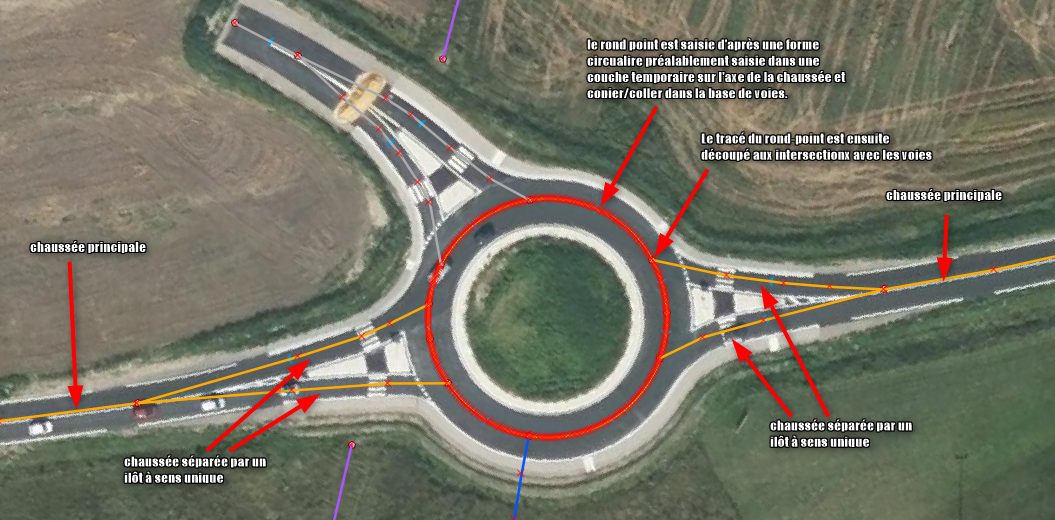 le rond point est saisie d'après une forme
circualire préalablement saisie dans une
couche temporaire sur l'axe de la chaussée et
conier/coller dans la base de voies.
Le tracé du rond-point est ensuite
découpé aux intersectionx avec les voies
chaussée principale
chaussée principale
chaussée séparée par un
ilôt à sens unique
chaussée séparée par un
ilôt à sens unique